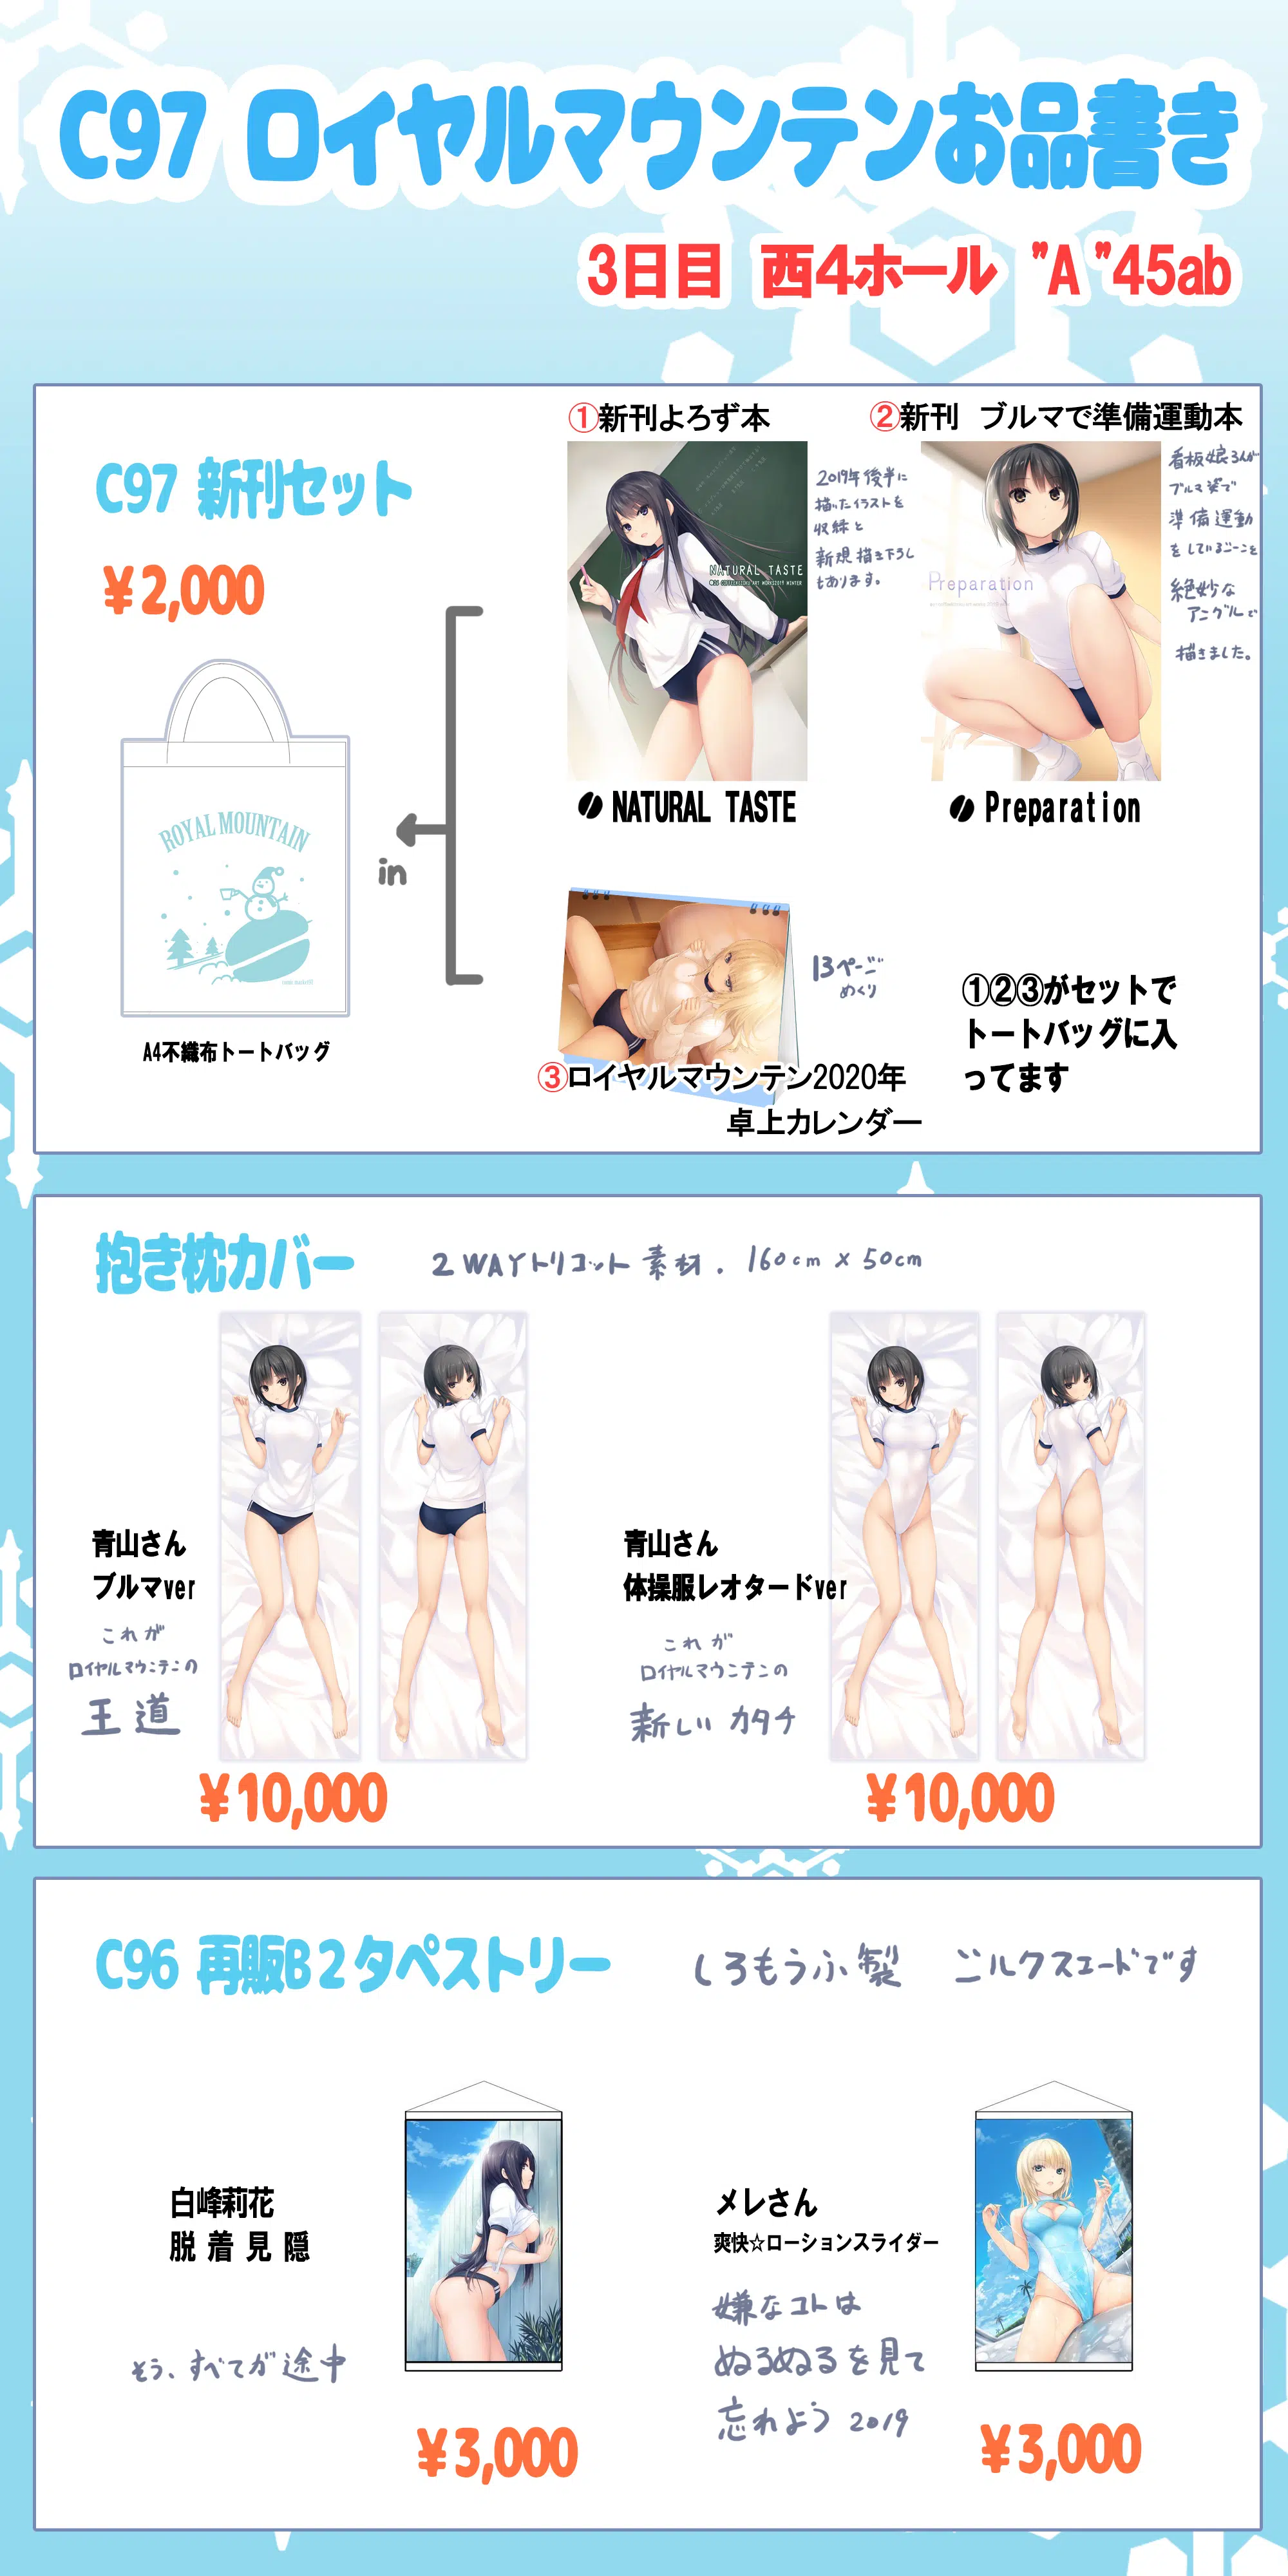 C97 ロイヤルマウンテンお品書き
3日目 西4ホール "A "45ab
C97 新刊セット
¥2,000
①新刊よろず本
②新刊 ブルマで準備運動本
2019年後半に
描いたイラストを
収録と
新規描き下ろし
もあります。
看板娘さんが
ブルマ姿で
準備運動
をしているシーンを
絶妙な
アングルで
描きました。
NATURAL TASTE
Preparation
NATURAL TASTE
Preparation
ROYAL MOUNTAIN
in
A4不織布トートバッグ
13ページ
めくり
③ロイヤルマウンテン2020年
卓上カレンダー
①②③がセットで
トートバッグに入
ってます
抱き枕カバー
2WAYトリコット素材. 160cm×50cm
青山さん
ブルマver
これが
ロイヤルマウンテンの
王道
¥10,000
青山さん
体操服レオタードver
これが
ロイヤルマウンテンの
新しいカタチ
¥10,000
C96 再販B2タペストリー
しろもうふ製 シルクスエードです
白峰莉花
脱着見隠
そう、すべてが途中
¥3,000
メレさん
爽快☆ローションスライダー
嫌なコトは
ぬるぬるを見て
忘れよう 2019
¥3,000